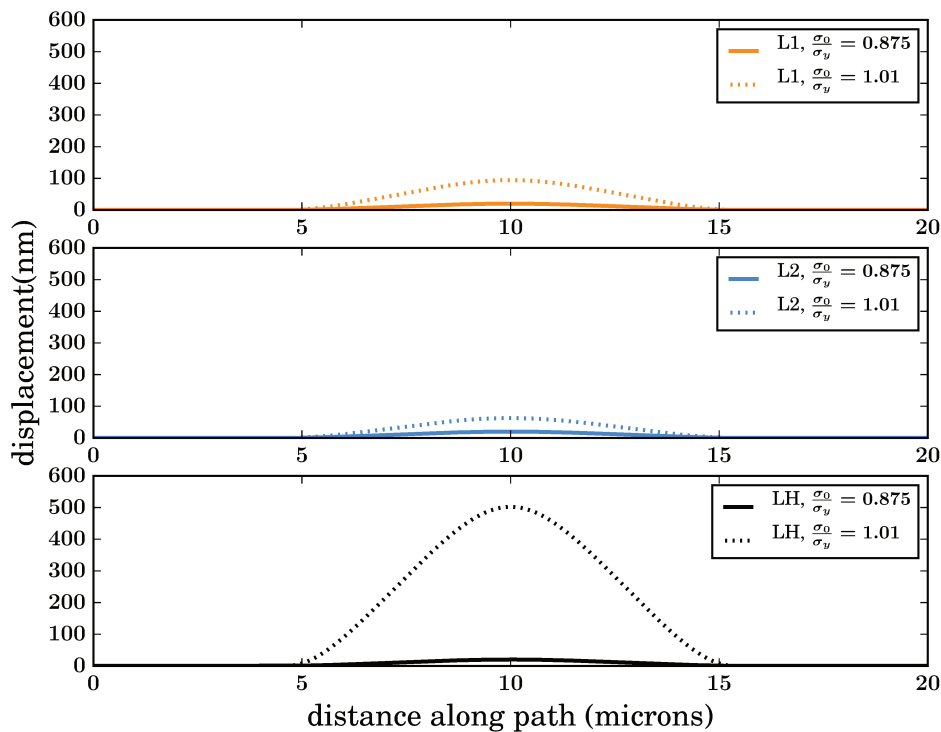 600
500
400
300
200
100
0
0 5 10 15 20
L1, σ0/σy = 0.875
L1, σ0/σy = 1.01
600
500
400
300
200
100
0
0 5 10 15 20
L2, σ0/σy = 0.875
L2, σ0/σy = 1.01
displacement(nm)
600
500
400
300
200
100
0
0 5 10 15 20
LH, σ0/σy = 0.875
LH, σ0/σy = 1.01
distance along path (microns)